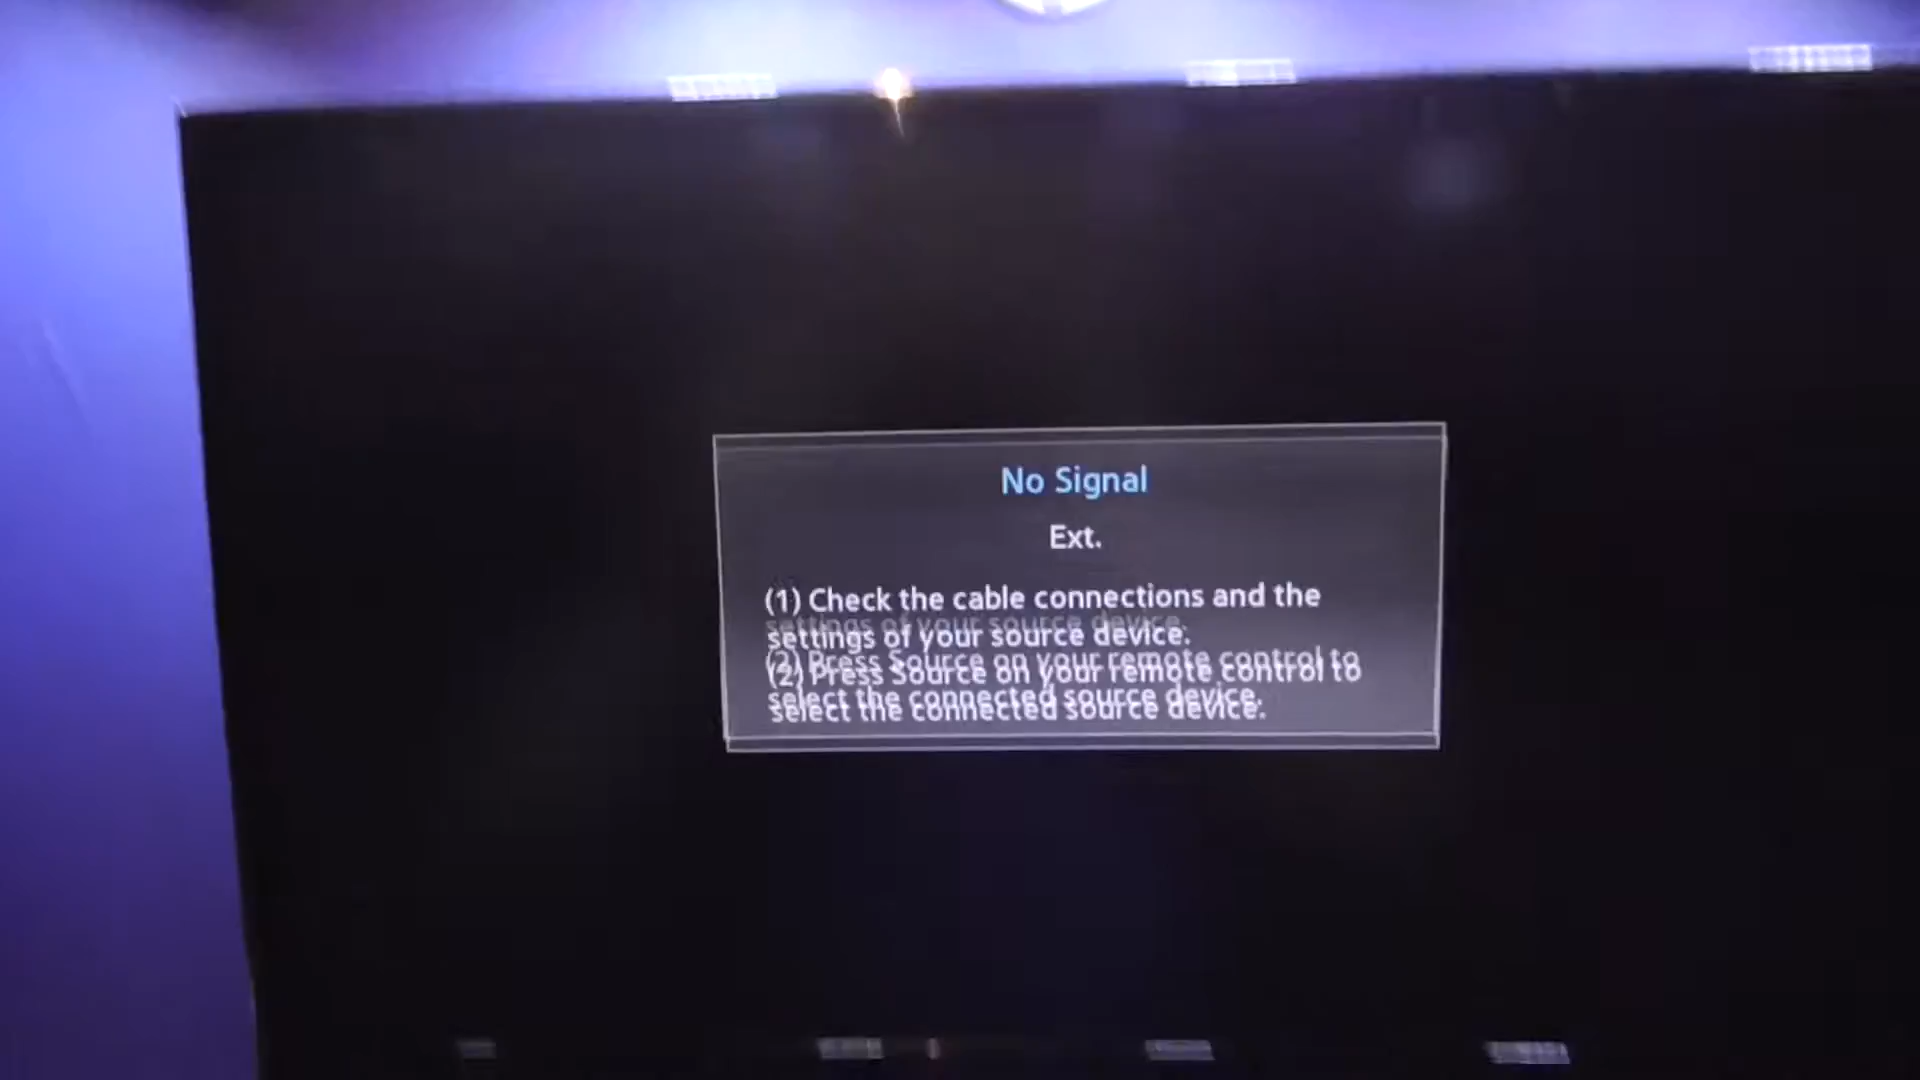 No Signal
Ext.
(1) Check the cable connections and the
settings of your source device.
(2) Press Source on your remote control to
select the connected source device.